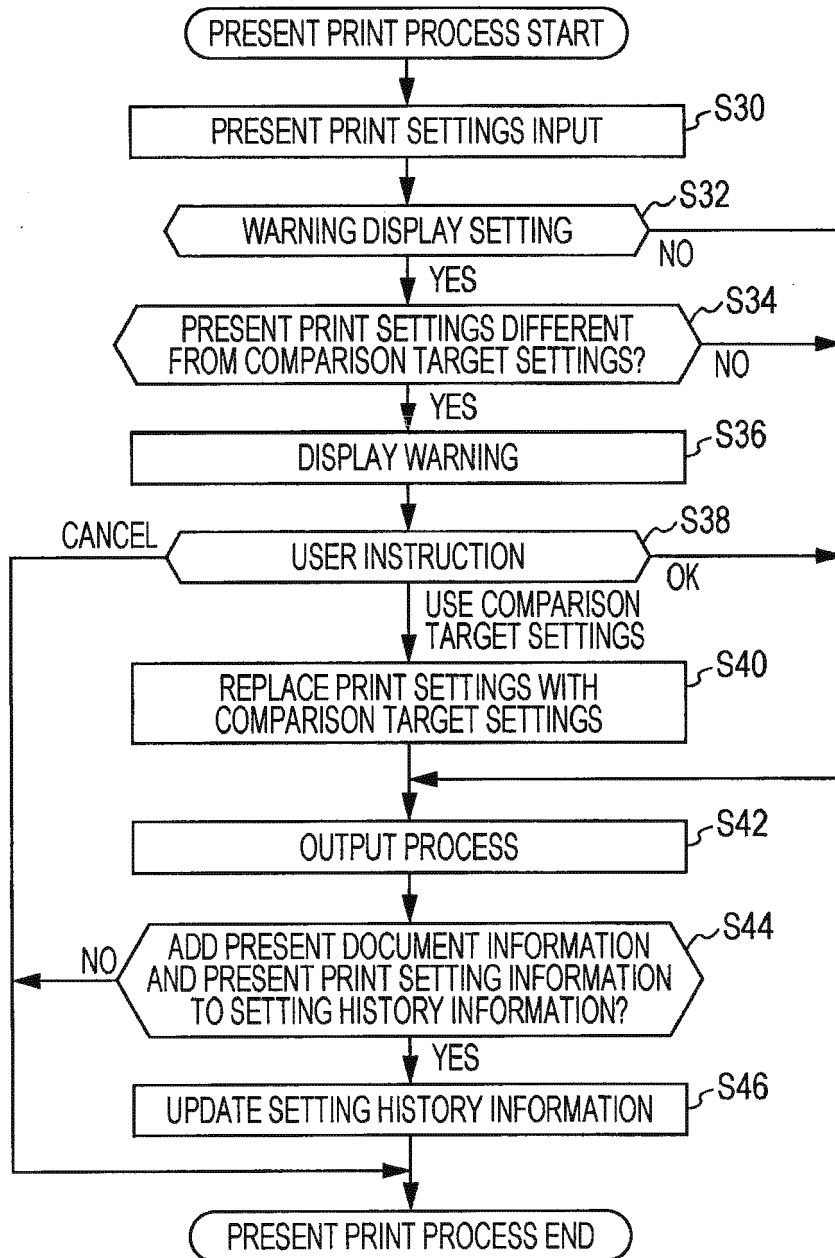 PRESENT PRINT PROCESS START
S30
PRESENT PRINT SETTINGS INPUT
S32
WARNING DISPLAY SETTING
NO
YES
S34
PRESENT PRINT SETTINGS DIFFERENT
FROM COMPARISON TARGET SETTINGS?
NO
YES
S36
DISPLAY WARNING
CANCEL
S38
USER INSTRUCTION
OK
USE COMPARISON
TARGET SETTINGS
S40
REPLACE PRINT SETTINGS WITH
COMPARISON TARGET SETTINGS
S42
OUTPUT PROCESS
S44
NO
ADD PRESENT DOCUMENT INFORMATION
AND PRESENT PRINT SETTING INFORMATION
TO SETTING HISTORY INFORMATION?
YES
S46
UPDATE SETTING HISTORY INFORMATION
PRESENT PRINT PROCESS END